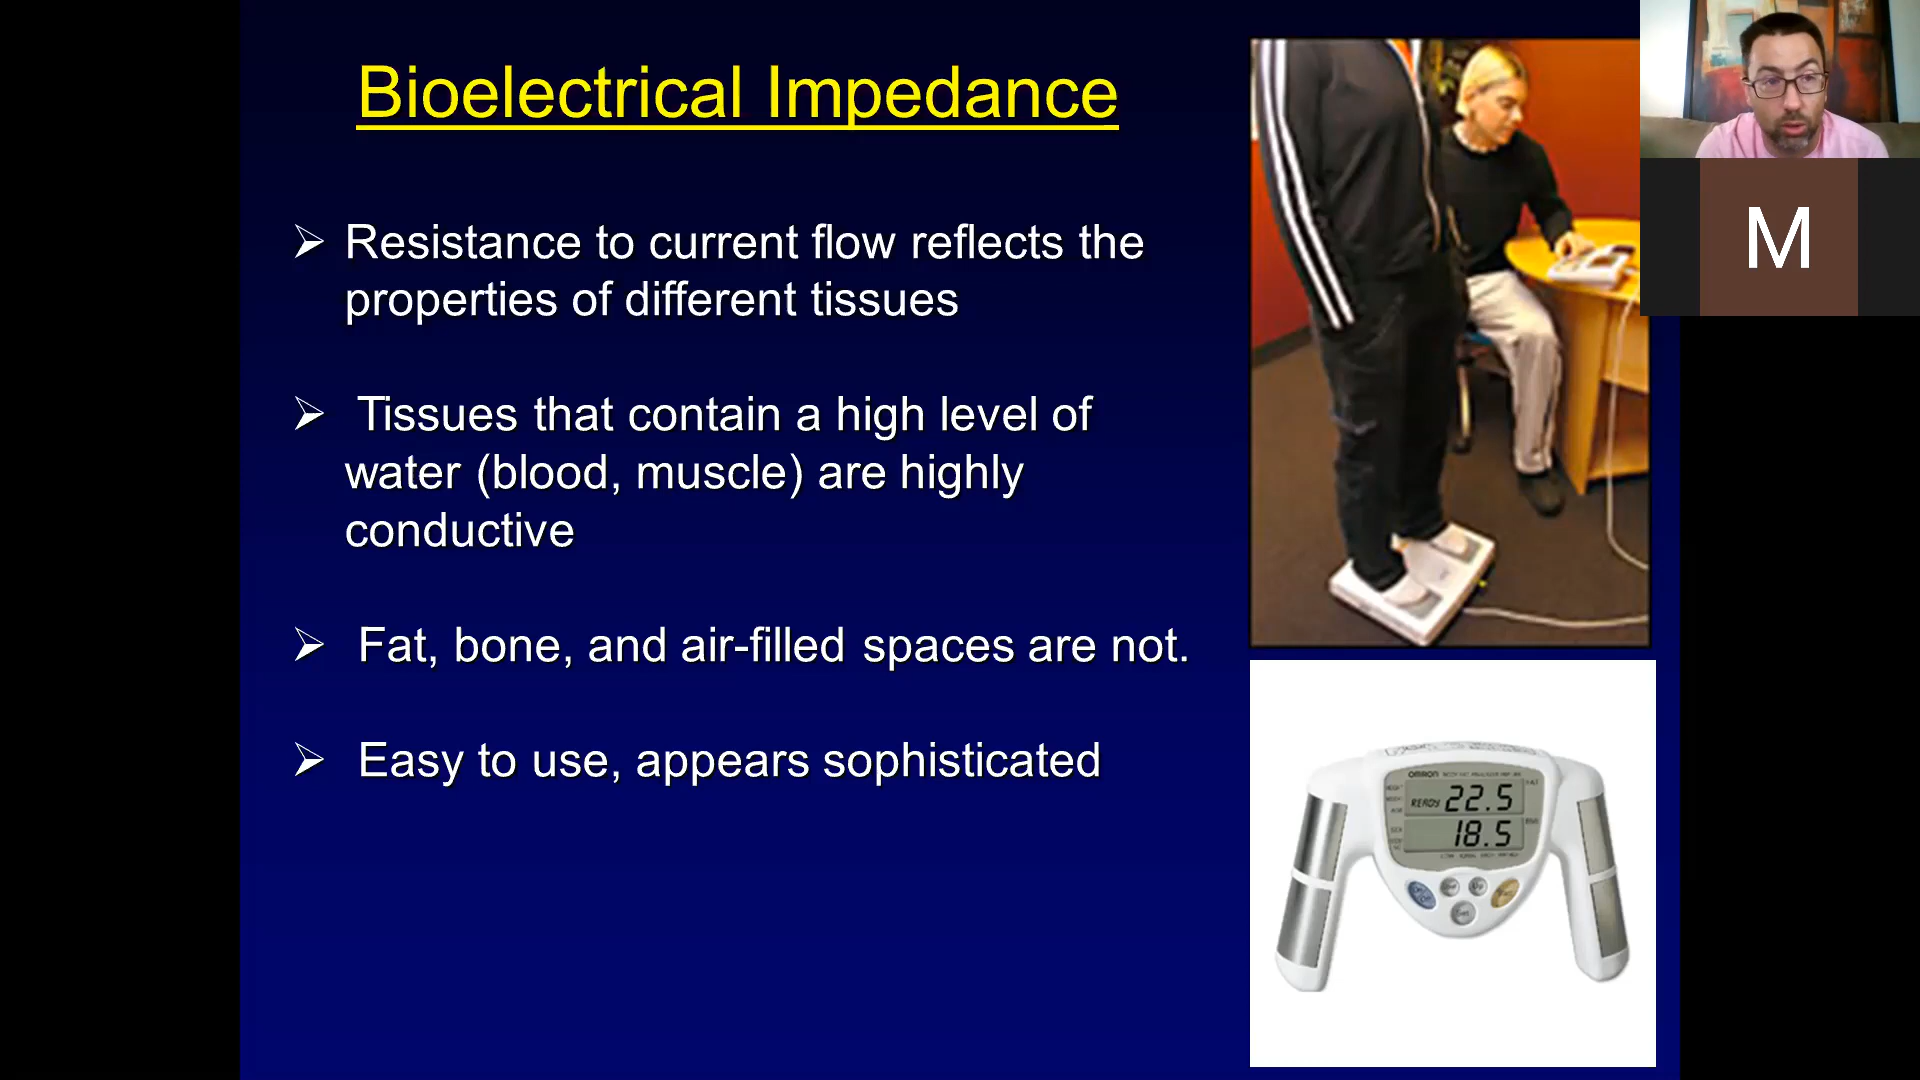 Bioelectrical Impedance
➢ Resistance to current flow reflects the
properties of different tissues
➢ Tissues that contain a high level of
water (blood, muscle) are highly
conductive
➢ Fat, bone, and air-filled spaces are not.
➢ Easy to use, appears sophisticated
M
OMRON
READY 22.5
18.5